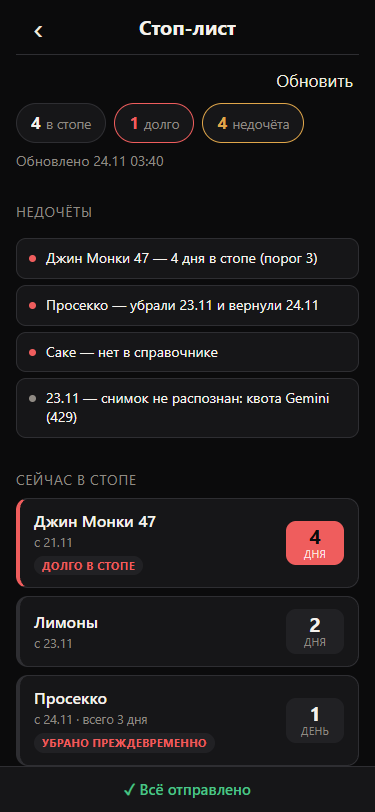 Стоп-лист
Обновить
4 в стопе
1 долго
4 недочёта
Обновлено 24.11 03:40
НЕДОЧЁТЫ
Джин Монки 47 — 4 дня в стопе (порог 3)
Просекко — убрали 23.11 и вернули 24.11
Саке — нет в справочнике
23.11 — снимок не распознан: квота Gemini
(429)
СЕЙЧАС В СТОПЕ
Джин Монки 47
с 21.11
ДОЛГО В СТОПЕ
4
ДНЯ
Лимоны
с 23.11
2
ДНЯ
Просекко
с 24.11 · всего 3 дня
УБРАНО ПРЕЖДЕВРЕМЕННО
1
ДЕНЬ
✓ Всё отправлено